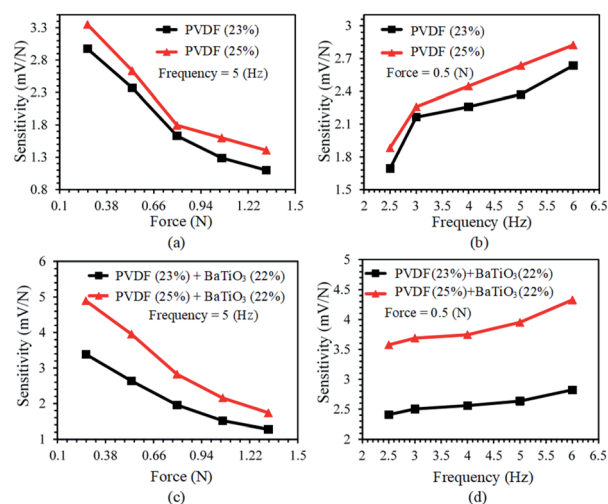 3.3
2.8
2.3
1.8
1.3
0.8
Sensitivity (mV/N)
PVDF (23%)
PVDF (25%)
Frequency = 5 (Hz)
0.1 0.38 0.66 0.94 1.22 1.5
Force (N)
(a)
3
2.7
2.4
2.1
1.8
1.5
Sensitivity (mV/N)
PVDF (23%)
PVDF (25%)
Force = 0.5 (N)
2 2.5 3 3.5 4 4.5 5 5.5 6 6.5
Frequency (Hz)
(b)
6
5
4
3
2
1
Sensitivity (mV/N)
PVDF (23%) + BaTiO3 (22%)
PVDF (25%) + BaTiO3 (22%)
Frequency = 5 (Hz)
0.1 0.38 0.66 0.94 1.22 1.5
Force (N)
(c)
5
4.5
4
3.5
3
2.5
2
Sensitivity (mV/N)
PVDF(23%)+BaTiO3(22%)
PVDF(25%)+BaTiO3(22%)
Force = 0.5 (N)
2 2.5 3 3.5 4 4.5 5 5.5 6 6.5
Frequency (Hz)
(d)